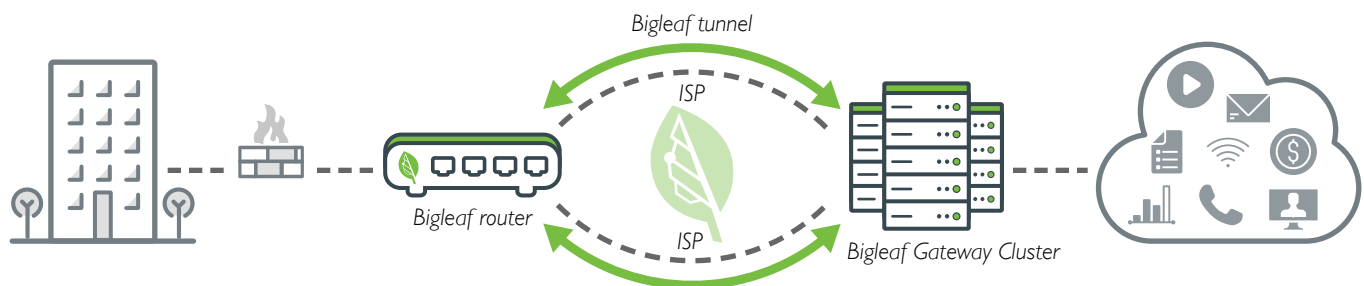 Bigleaf tunnel
ISP
Bigleaf router
ISP
Bigleaf Gateway Cluster
$